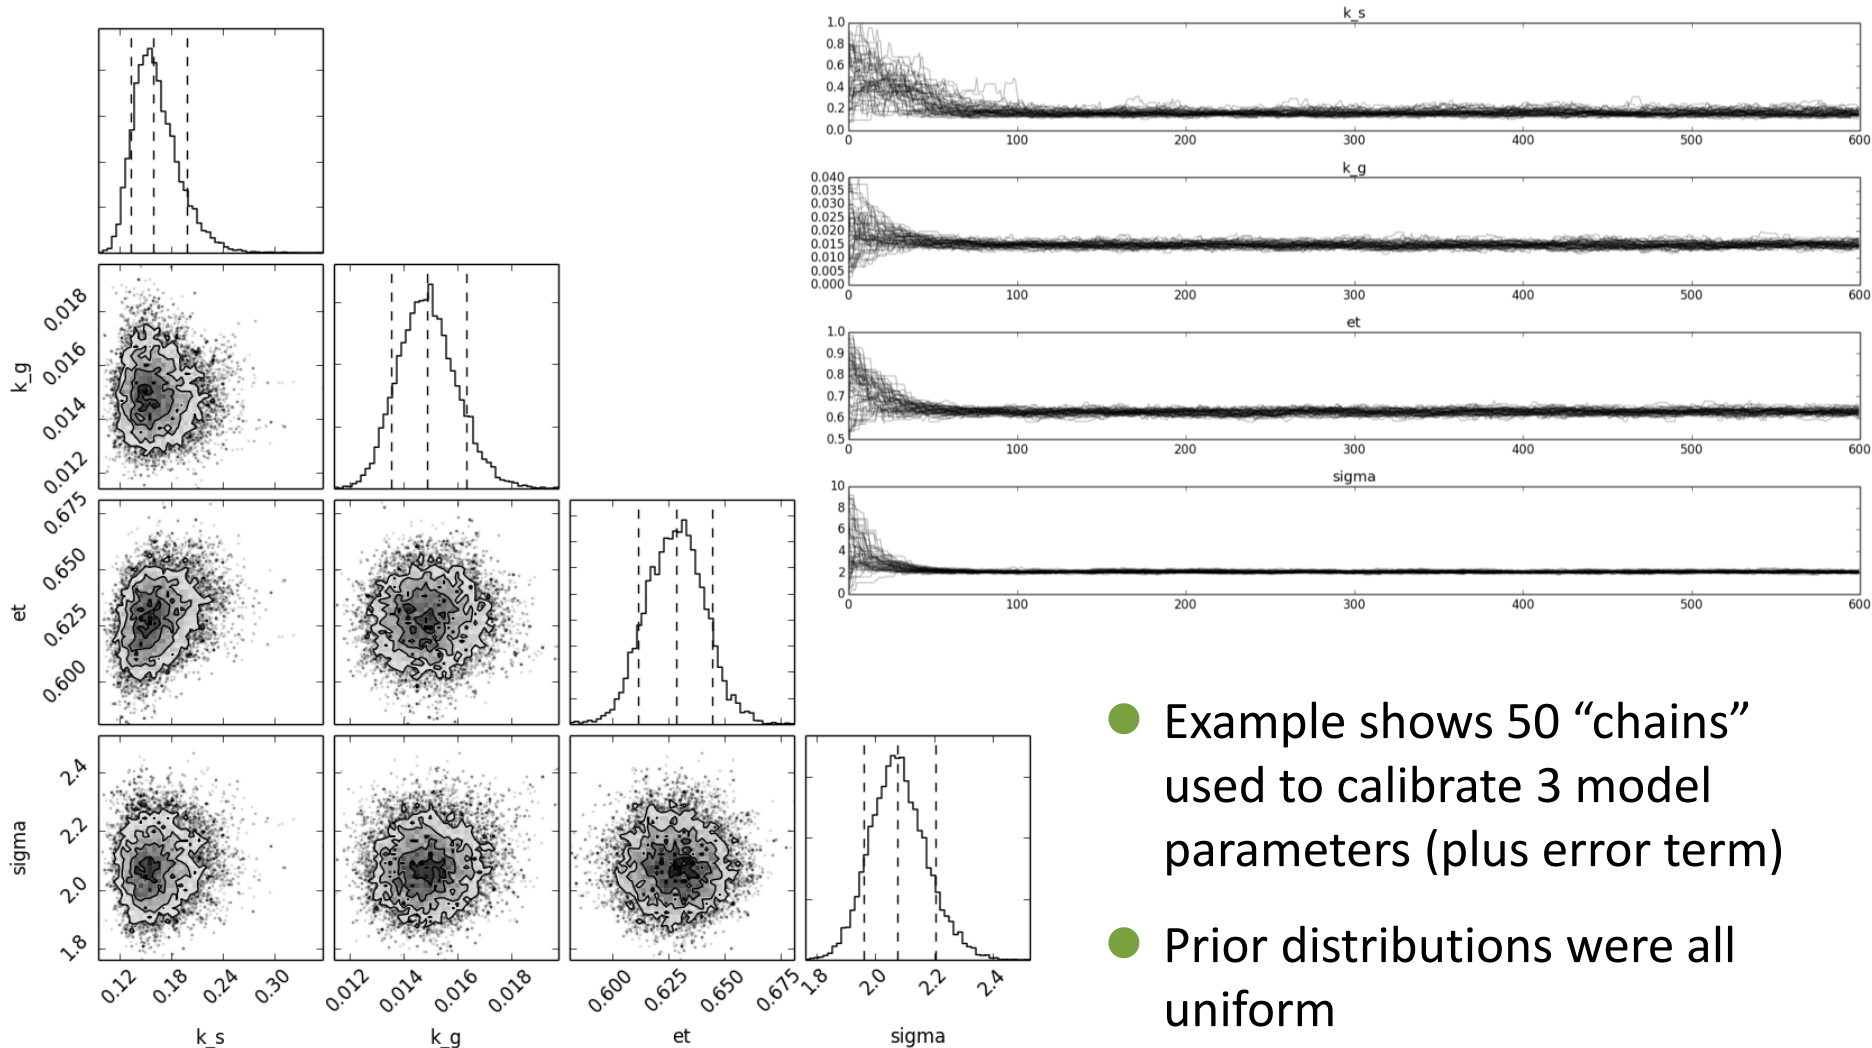 k_s
1.0
0.8
0.6
0.4
0.2
0.0
0 100 200 300 400 500 600
k_g
0.040
0.035
0.030
0.025
0.020
0.015
0.010
0.005
0.000
0 100 200 300 400 500 600
et
1.0
0.9
0.8
0.7
0.6
0.5
0 100 200 300 400 500 600
sigma
10
8
6
4
2
0
0 100 200 300 400 500 600
k_g
0.018
0.016
0.014
0.012
et
0.675
0.650
0.625
0.600
sigma
2.4
2.2
2.0
1.8
0.12 0.18 0.24 0.30
k_s
0.012 0.014 0.016 0.018
k_g
0.600 0.625 0.650 0.675
et
1.8 2.0 2.2 2.4
sigma
Example shows 50 “chains”
used to calibrate 3 model
parameters (plus error term)
Prior distributions were all
uniform